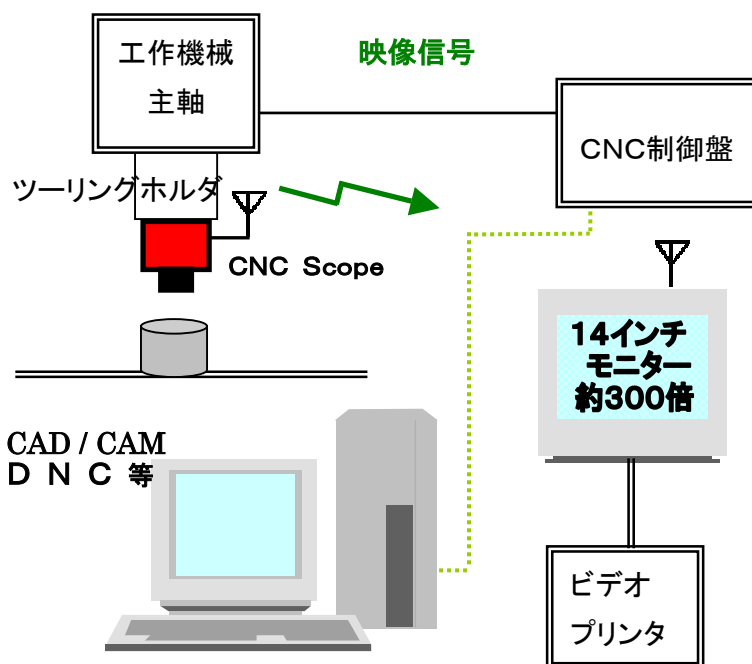 工作機械
主軸
映像信号
CNC制御盤
ツーリングホルダ
CNC Scope
14インチ
モニター
約300倍
CAD / CAM
D N C 等
ビデオ
プリンタ